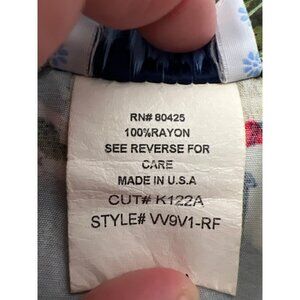 RN# 80425
100%RAYON
SEE REVERSE FOR
CARE
MADE IN U.S.A
CUT# K122A
STYLE# VV9V1-RF